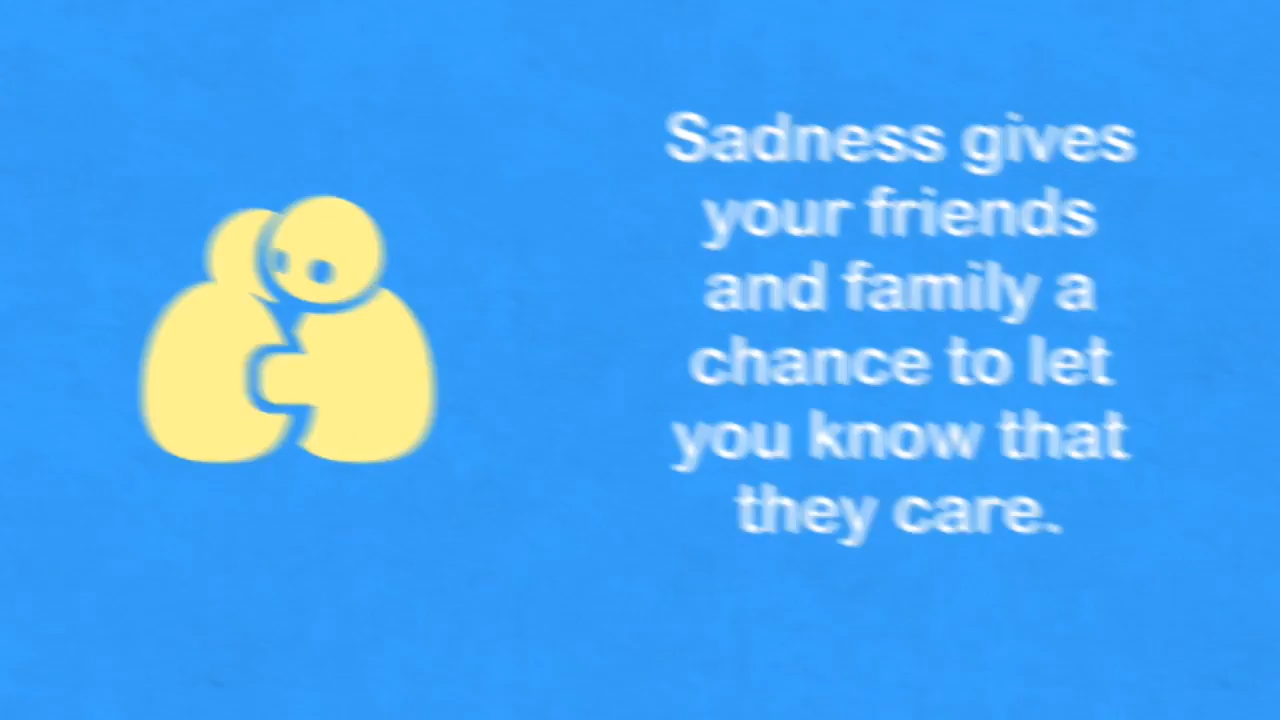 Sadness gives
your friends
and family a
chance to let
you know that
they care.